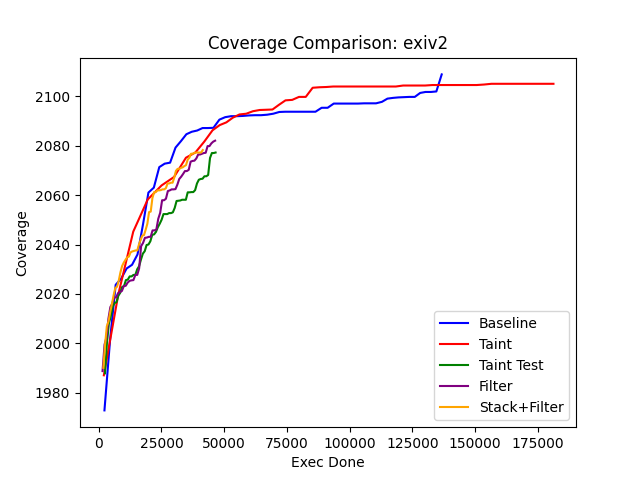 Coverage Comparison: exiv2
Coverage
2100
2080
2060
2040
2020
2000
1980
Baseline
Taint
Taint Test
Filter
Stack+Filter
0 25000 50000 75000 100000 125000 150000 175000
Exec Done